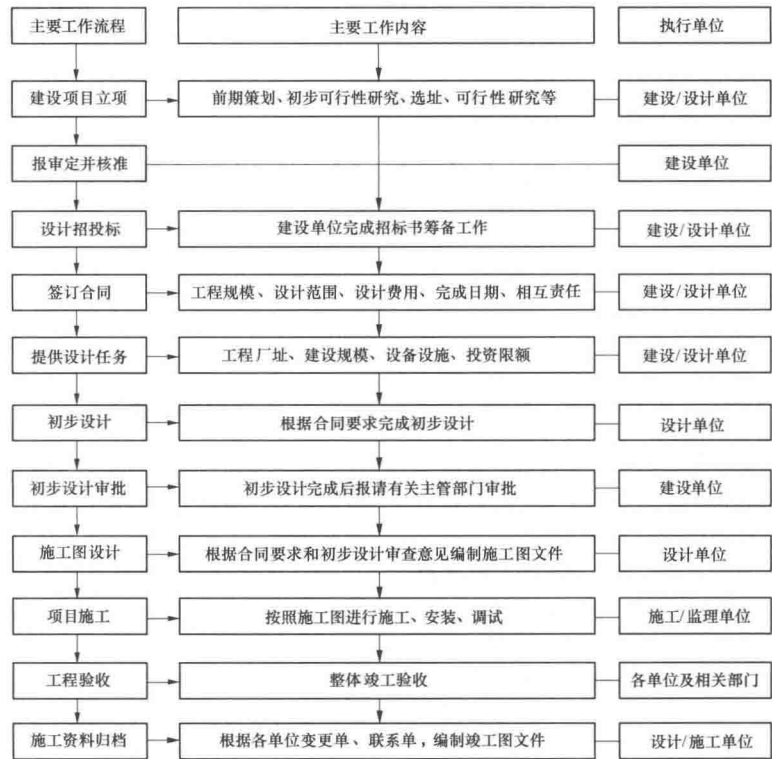 主要工作流程
主要工作内容
执行单位
建设项目立项
前期策划、初步可行性研究、选址、可行性研究等
建设/设计单位
报审定并核准
建设单位
设计招投标
建设单位完成招标书筹备工作
建设/设计单位
签订合同
工程规模、设计范围、设计费用、完成日期、相互责任
建设/设计单位
提供设计任务
工程厂址、建设规模、设备设施、投资限额
建设/设计单位
初步设计
根据合同要求完成初步设计
设计单位
初步设计审批
初步设计完成后报请有关主管部门审批
建设单位
施工图设计
根据合同要求和初步设计审查意见编制施工图文件
设计单位
项目施工
按照施工图进行施工、安装、调试
施工/监理单位
工程验收
整体竣工验收
各单位及相关部门
施工资料归档
根据各单位变更单、联系单，编制竣工图文件
设计/施工单位